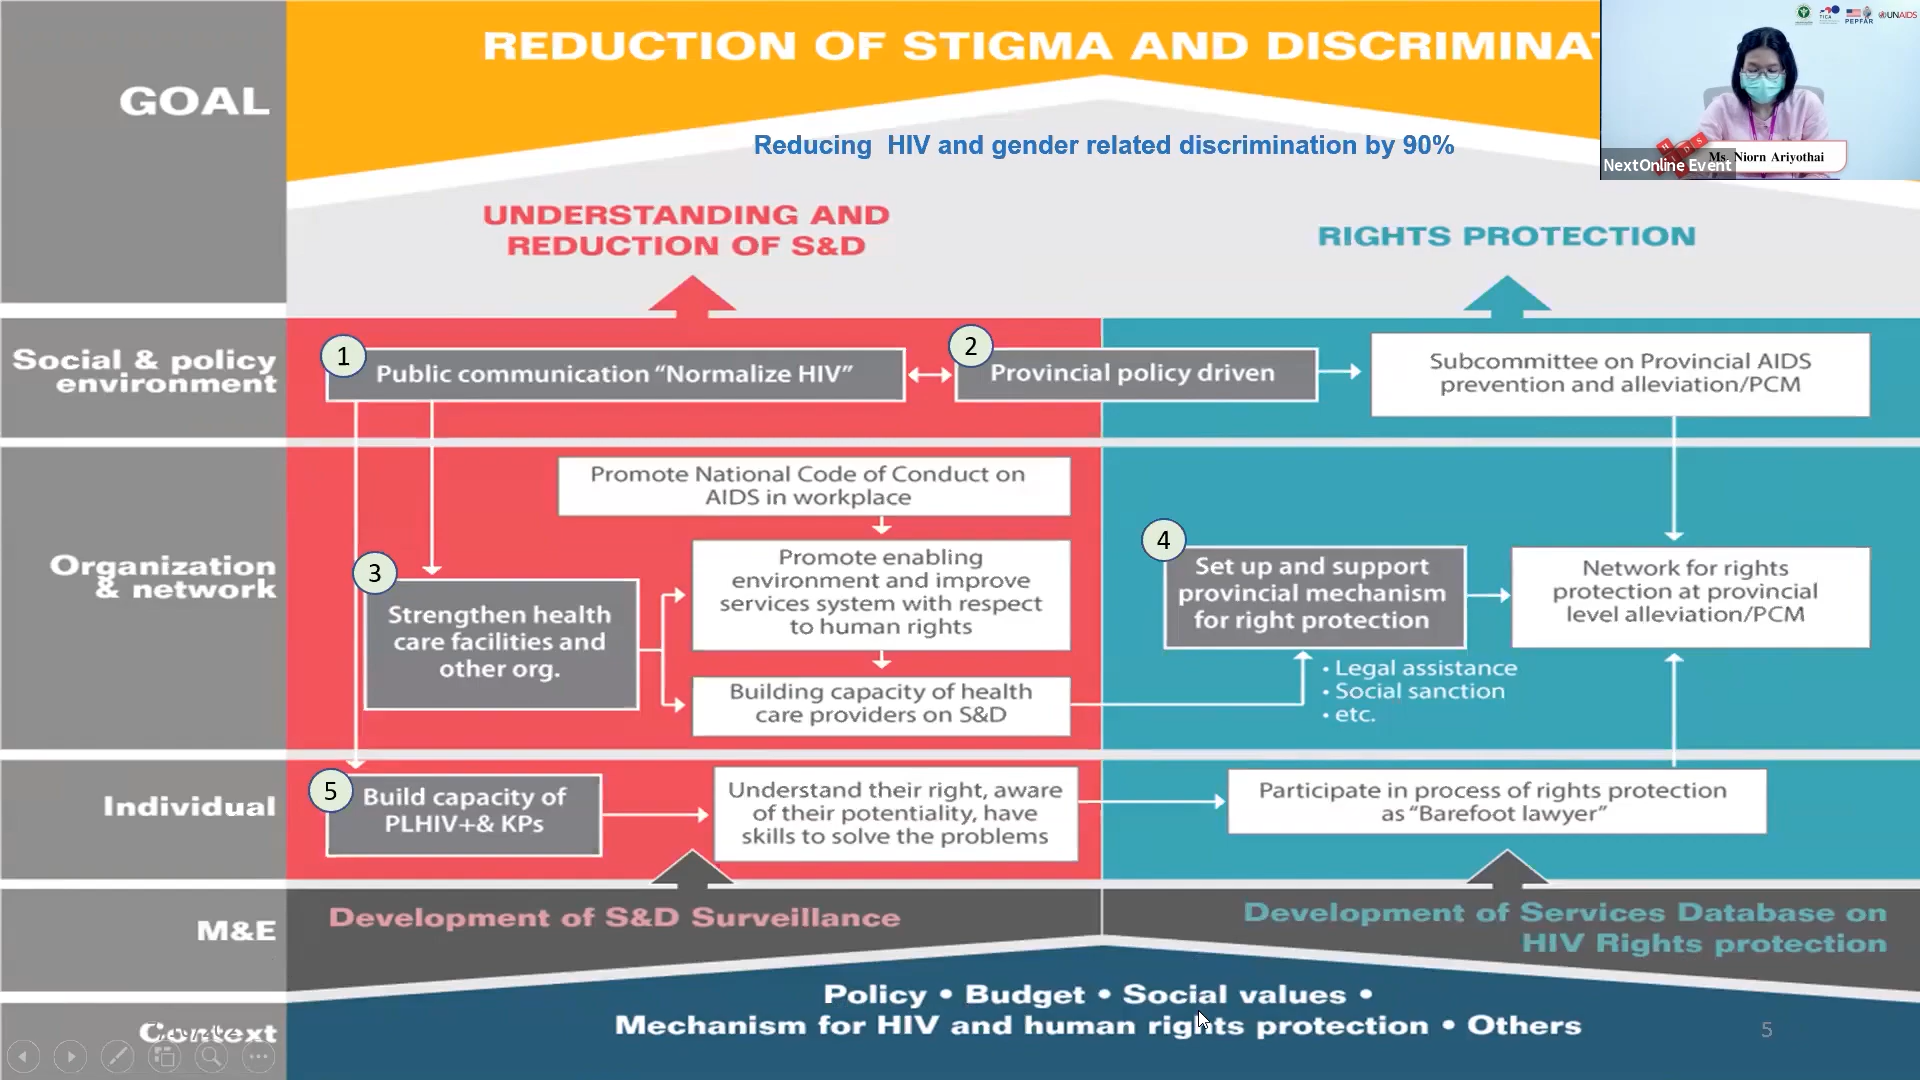 GOAL
REDUCTION OF STIGMA AND DISCRIMINAT
Reducing HIV and gender related discrimination by 90%
TICA
PEPFAR
UNAIDS
Ms. Niorn Ariyothai
NextOnline Event
UNDERSTANDING AND
REDUCTION OF S&D
RIGHTS PROTECTION
Social & policy
environment
1
Public communication “Normalize HIV”
2
Provincial policy driven
Subcommittee on Provincial AIDS
prevention and alleviation/PCM
Organization
& network
Promote National Code of Conduct on
AIDS in workplace
3
Strengthen health
care facilities and
other org.
Promote enabling
environment and improve
services system with respect
to human rights
Building capacity of health
care providers on S&D
4
Set up and support
provincial mechanism
for right protection
• Legal assistance
• Social sanction
• etc.
Network for rights
protection at provincial
level alleviation/PCM
Individual
5
Build capacity of
PLHIV+& KPs
Understand their right, aware
of their potentiality, have
skills to solve the problems
Participate in process of rights protection
as “Barefoot lawyer”
M&E
Development of S&D Surveillance
Development of Services Database on
HIV Rights protection
Context
Policy • Budget • Social values •
Mechanism for HIV and human rights protection • Others
5